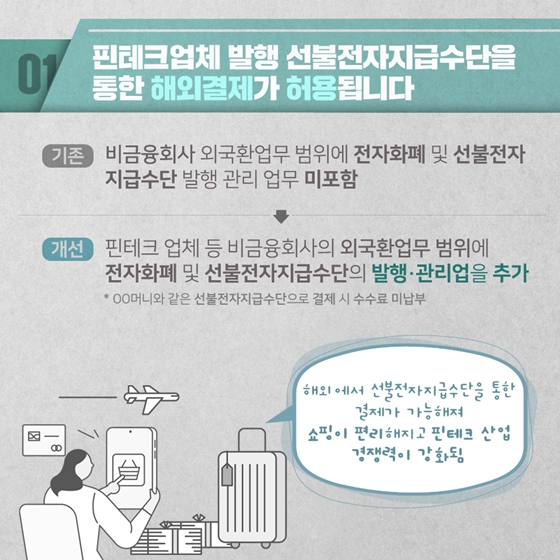 01
핀테크업체 발행 선불전자지급수단을
통한 해외결제가 허용됩니다
기존
비금융회사 외국환업무 범위에 전자화폐 및 선불전자
지급수단 발행 관리 업무 미포함
개선
핀테크 업체 등 비금융회사의 외국환업무 범위에
전자화폐 및 선불전자지급수단의 발행·관리업을 추가
* OO머니와 같은 선불전자지급수단으로 결제 시 수수료 미납부
해외에서 선불전자지급수단을 통한
결제가 가능해져
쇼핑이 편리해지고 핀테크 산업
경쟁력이 강화됨